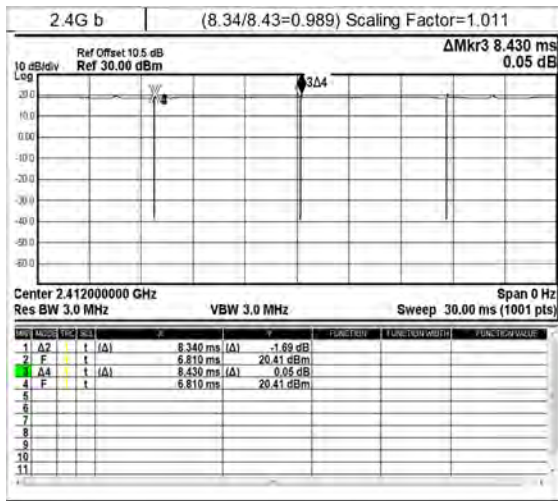 2.4G b (8.34/8.43=0.989) Scaling Factor=1.011
ΔMkr3 8.430 ms
Ref Offset 10.5 dB
0.05 dB
10 dB/div Ref 30.00 dBm
Log
3Δ4
20.0
10.0
0.00
-10.0
-20.0
-30.0
-40.0
-50.0
-60.0
Center 2.412000000 GHz Span 0 Hz
Res BW 3.0 MHz VBW 3.0 MHz Sweep 30.00 ms (1001 pts)
MKR MODE TRC SCL X Y FUNCTION FUNCTION WIDTH FUNCTION VALUE
1 Δ2 t (Δ) 8.340 ms (Δ) -1.69 dB
2 F t 6.810 ms 20.41 dBm
3 Δ4 t (Δ) 8.430 ms (Δ) 0.05 dB
4 F t 6.810 ms 20.41 dBm
5
6
7
8
9
10
11